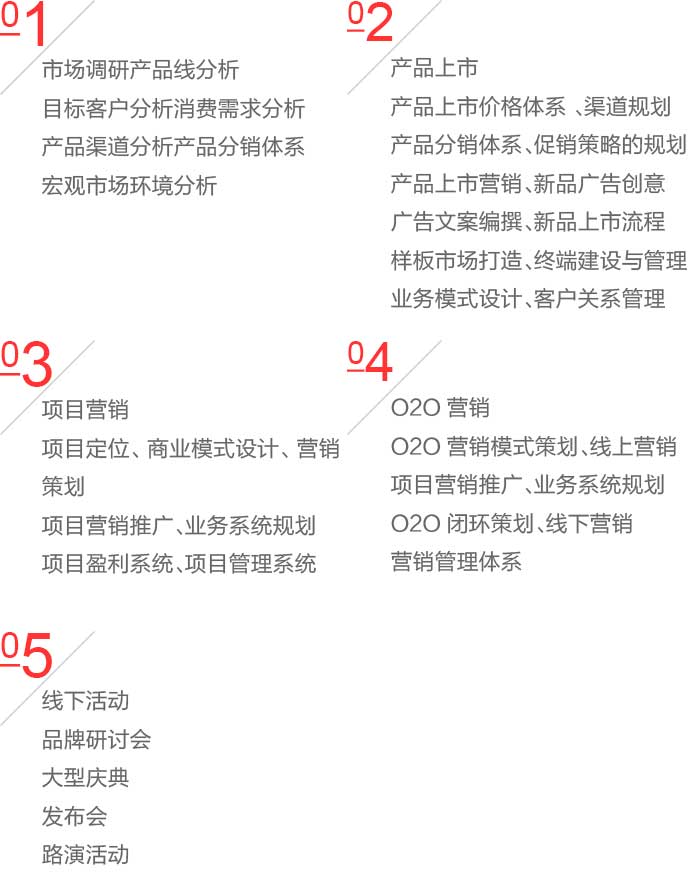 01
市场调研产品线分析
目标客户分析消费需求分析
产品渠道分析产品分销体系
宏观市场环境分析
02
产品上市
产品上市价格体系 、渠道规划
产品分销体系、促销策略的规划
产品上市营销、新品广告创意
广告文案编撰、新品上市流程
样板市场打造、终端建设与管理
业务模式设计、客户关系管理
03
项目营销
项目定位、商业模式设计、营销
策划
项目营销推广、业务系统规划
项目盈利系统、项目管理系统
04
O2O 营销
O2O 营销模式策划、线上营销
项目营销推广、业务系统规划
O2O 闭环策划、线下营销
营销管理体系
05
线下活动
品牌研讨会
大型庆典
发布会
路演活动